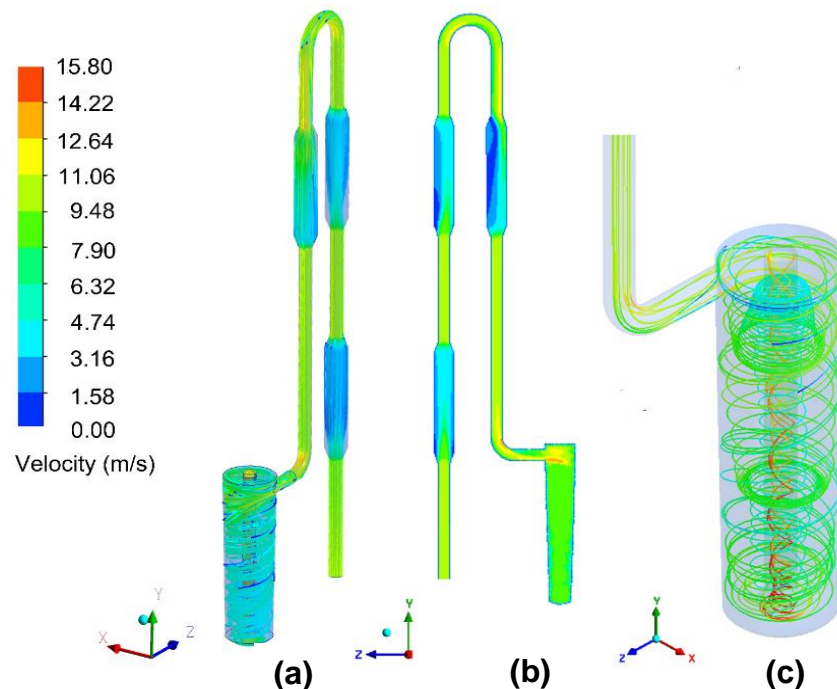 15.80
14.22
12.64
11.06
9.48
7.90
6.32
4.74
3.16
1.58
0.00
Velocity (m/s)
Y
X
Z
(a)
Y
Z
(b)
Y
Z
X
(c)